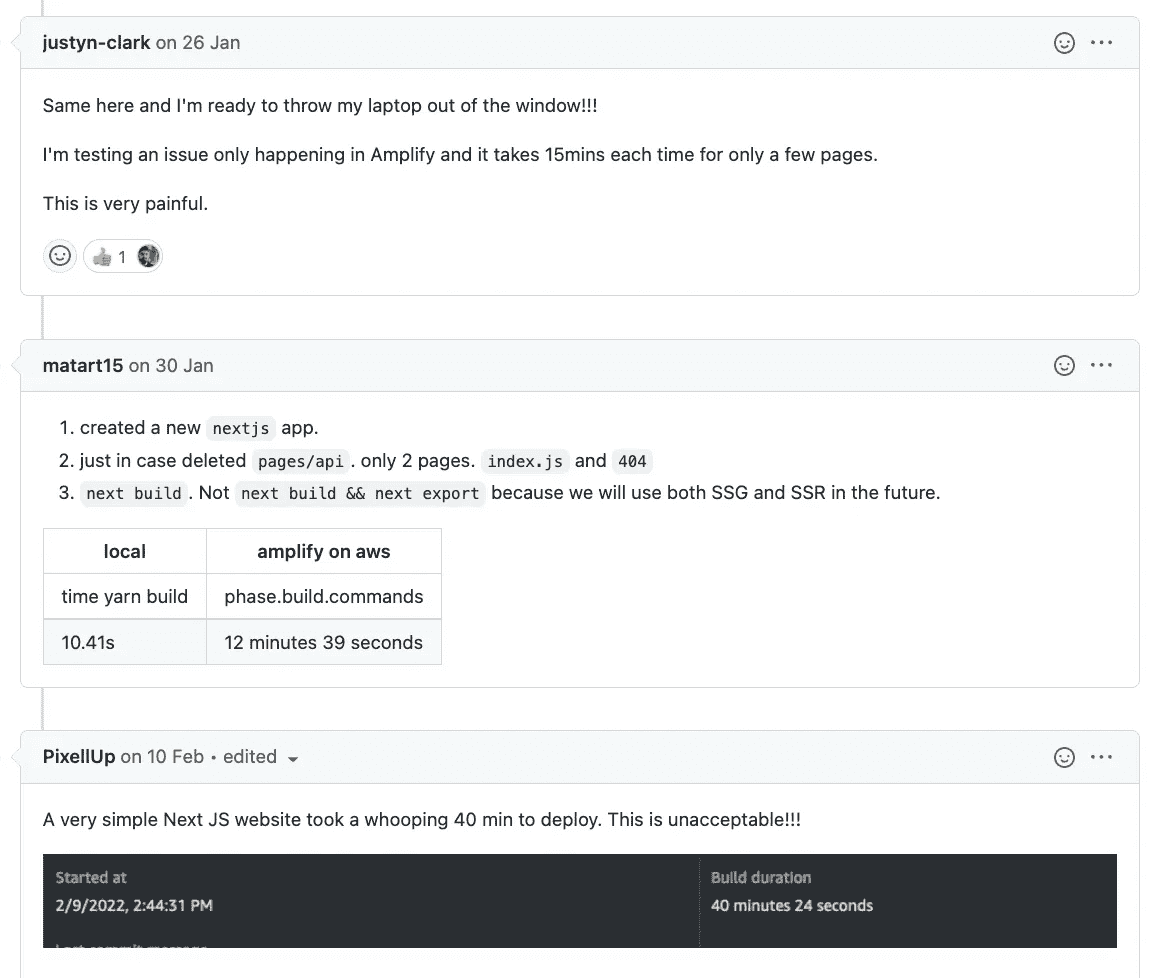 justyn-clark on 26 Jan
Same here and I'm ready to throw my laptop out of the window!!!
I'm testing an issue only happening in Amplify and it takes 15mins each time for only a few pages.
This is very painful.
1
matart15 on 30 Jan
1. created a new nextjs app.
2. just in case deleted pages/api . only 2 pages. index.js and 404
3. next build . Not next build && next export because we will use both SSG and SSR in the future.
local amplify on aws
time yarn build phase.build.commands
10.41s 12 minutes 39 seconds
PixellUp on 10 Feb • edited
A very simple Next JS website took a whooping 40 min to deploy. This is unacceptable!!!
Started at Build duration
2/9/2022, 2:44:31 PM 40 minutes 24 seconds